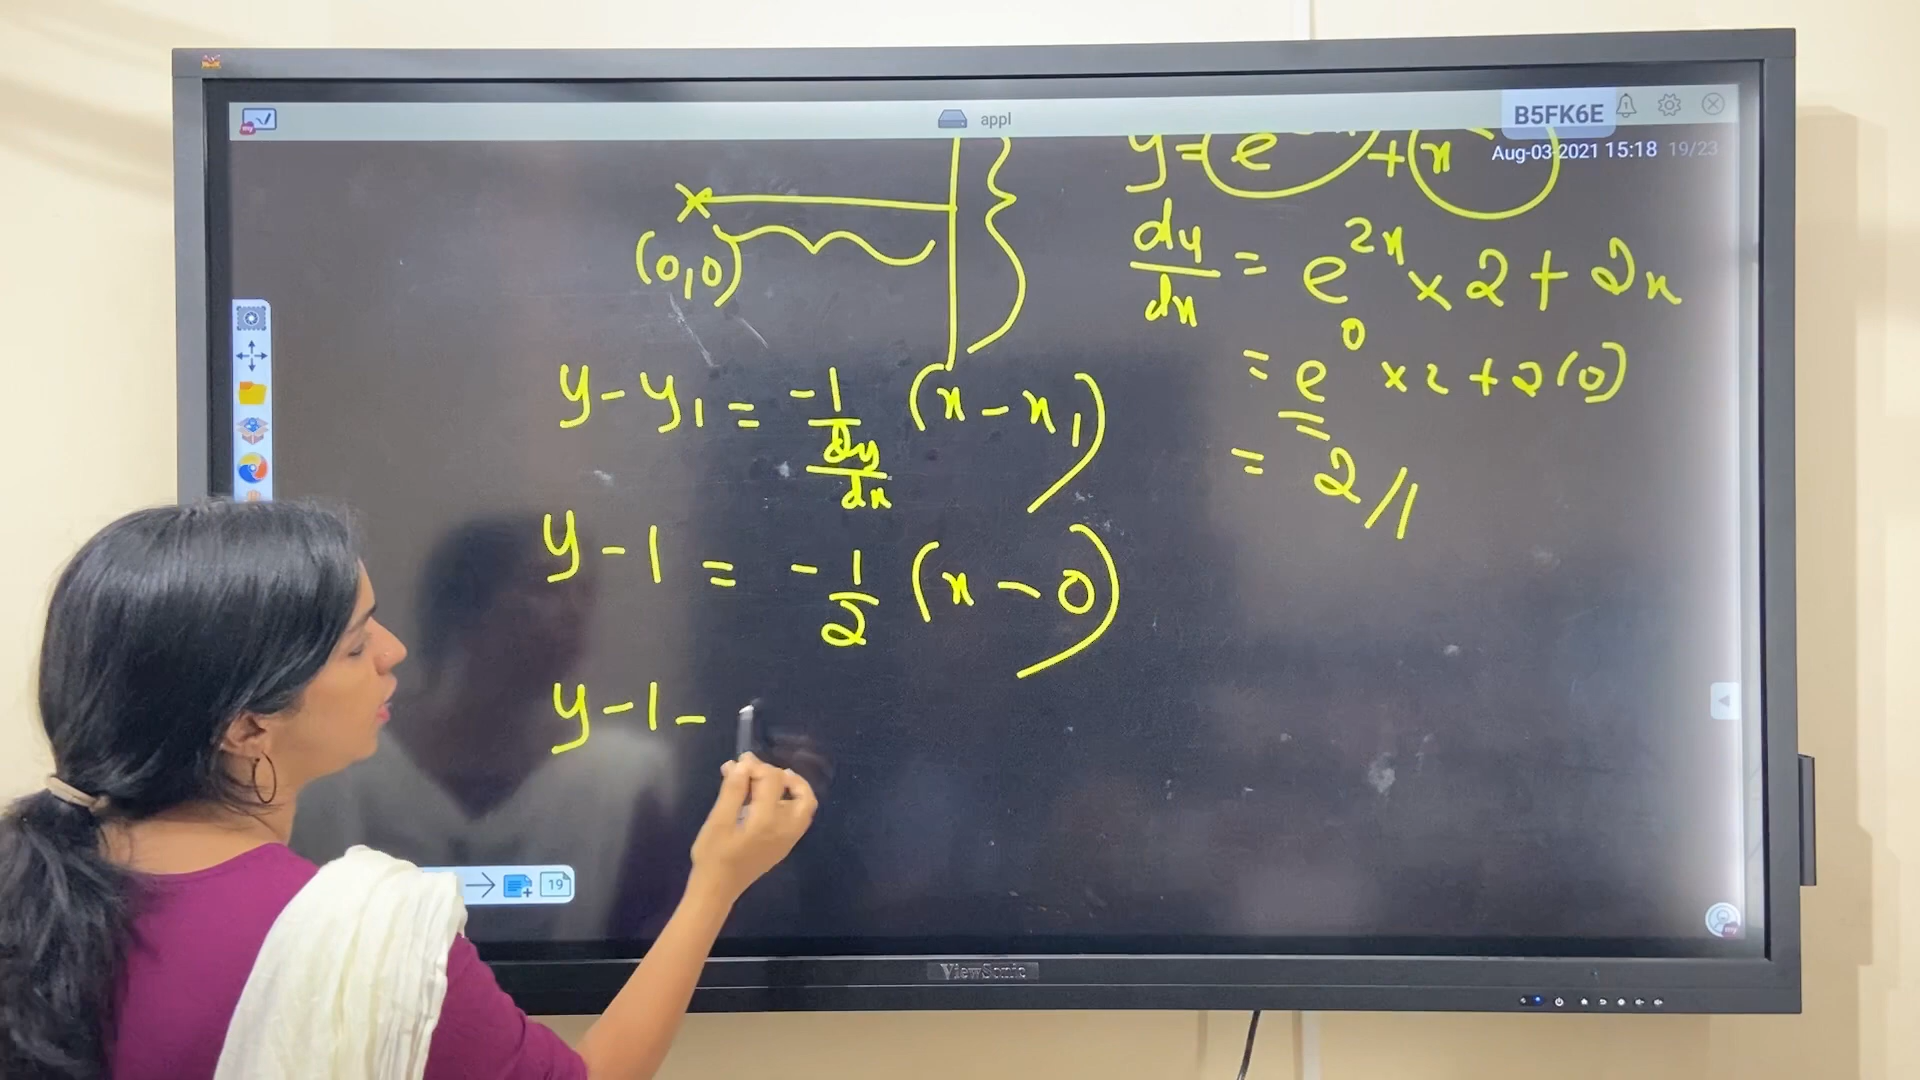 appl
B5FK6E
Aug-03-2021 15:18 19/23
y = e + x
(0,0)
dy/dx = e^2x × 2 + 2x
= e^0 × 2 + 2(0)
= 2//
y - y₁ = -1/(dy/dx) (x - x₁)
y - 1 = -1/2 (x - 0)
y - 1 -
19
ViewSonic